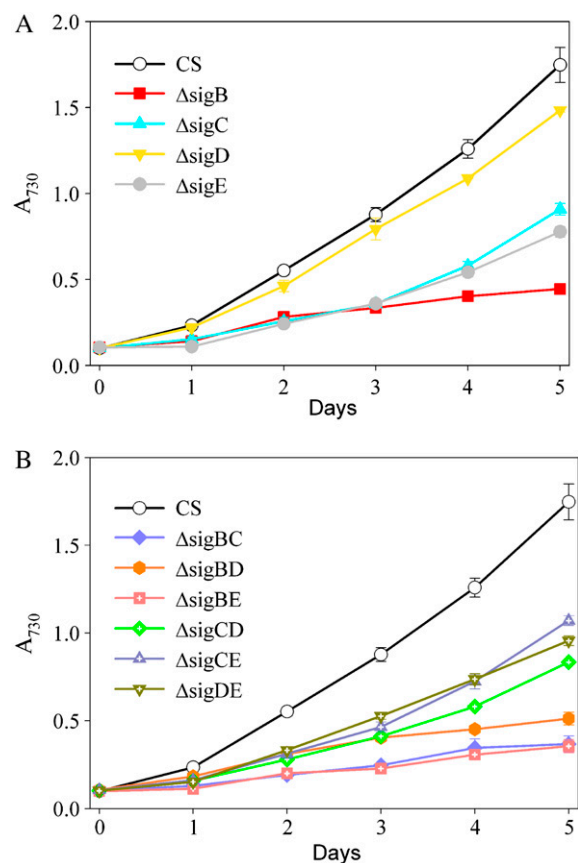 A
2.0
CS
ΔsigB
1.5
ΔsigC
ΔsigD
ΔsigE
A730
1.0
0.5
0.0
0 1 2 3 4 5
Days
B
2.0
CS
ΔsigBC
1.5
ΔsigBD
ΔsigBE
ΔsigCD
A730
1.0
ΔsigCE
ΔsigDE
0.5
0.0
0 1 2 3 4 5
Days